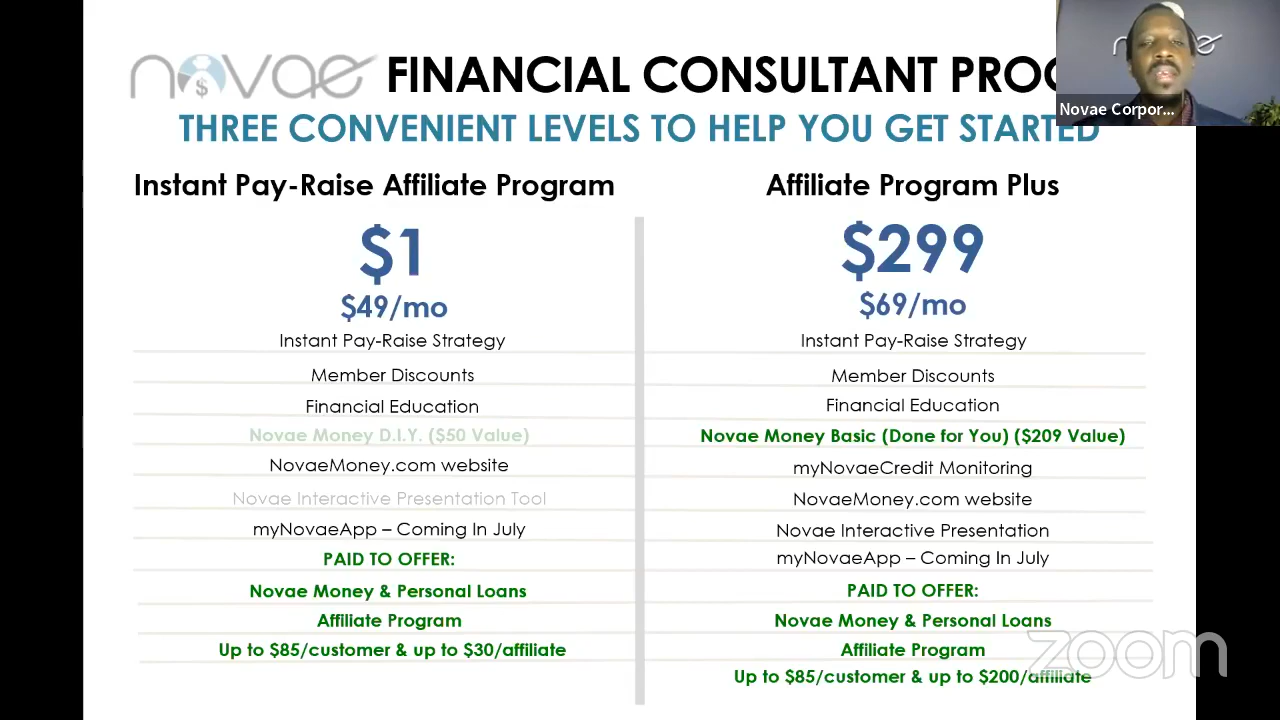 novae FINANCIAL CONSULTANT PROG
THREE CONVENIENT LEVELS TO HELP YOU GET STARTED
novae
Novae Corpor...
Instant Pay-Raise Affiliate Program
$1
$49/mo
Instant Pay-Raise Strategy
Member Discounts
Financial Education
Novae Money D.I.Y. ($50 Value)
NovaeMoney.com website
Novae Interactive Presentation Tool
myNovaeApp – Coming In July
PAID TO OFFER:
Novae Money & Personal Loans
Affiliate Program
Up to $85/customer & up to $30/affiliate
Affiliate Program Plus
$299
$69/mo
Instant Pay-Raise Strategy
Member Discounts
Financial Education
Novae Money Basic (Done for You) ($209 Value)
myNovaeCredit Monitoring
NovaeMoney.com website
Novae Interactive Presentation
myNovaeApp – Coming In July
PAID TO OFFER:
Novae Money & Personal Loans
Affiliate Program
Up to $85/customer & up to $200/affiliate
zoom